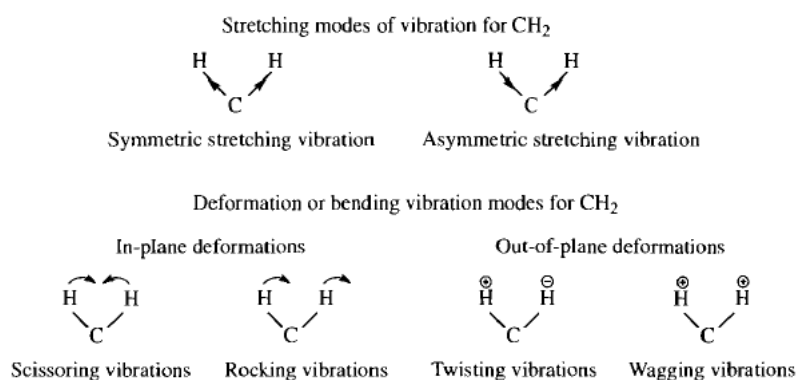 Stretching modes of vibration for CH₂
H H H H
C C
Symmetric stretching vibration Asymmetric stretching vibration
Deformation or bending vibration modes for CH₂
In-plane deformations Out-of-plane deformations
⊕ ⊖ ⊕ ⊕
H H H H H H H H
C C C C
Scissoring vibrations Rocking vibrations Twisting vibrations Wagging vibrations